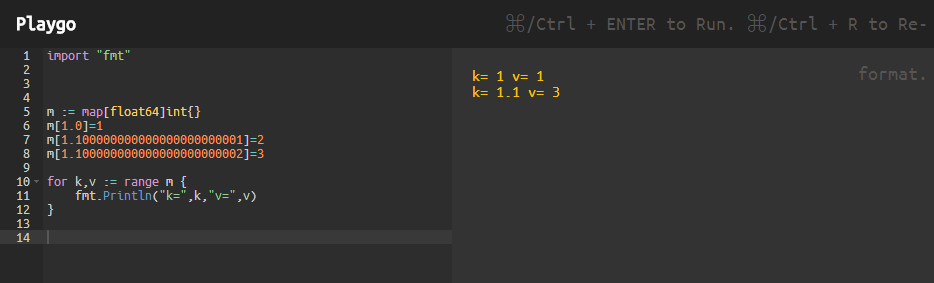 Playgo
⌘/Ctrl + ENTER to Run. ⌘/Ctrl + R to Re-
format.
1 import "fmt"
2
3
4
5 m := map[float64]int{}
6 m[1.0]=1
7 m[1.100000000000000000000001]=2
8 m[1.10000000000000000000002]=3
9
10 for k,v := range m {
11     fmt.Println("k=",k,"v=",v)
12 }
13
14
k= 1 v= 1
k= 1.1 v= 3